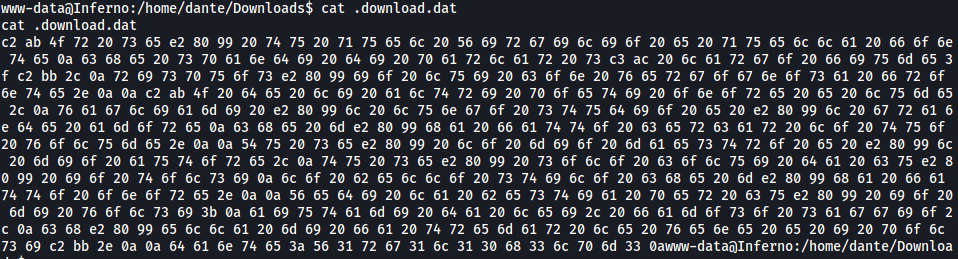 www-data@Inferno:/home/dante/Downloads$ cat .download.dat
cat .download.dat
c2 ab 4f 72 20 73 65 e2 80 99 20 74 75 20 71 75 65 6c 20 56 69 72 67 69 6c 69 6f 20 65 20 71 75 65 6c 6c 61 20 66 6f 6e
 74 65 0a 63 68 65 20 73 70 61 6e 64 69 20 64 69 20 70 61 72 6c 61 72 20 73 c3 ac 20 6c 61 72 67 6f 20 66 69 75 6d 65 3
f c2 bb 2c 0a 72 69 73 70 75 6f 73 e2 80 99 69 6f 20 6c 75 69 20 63 6f 6e 20 76 65 72 67 6f 67 6e 6f 73 61 20 66 72 6f
6e 74 65 2e 0a 0a c2 ab 4f 20 64 65 20 6c 69 20 61 6c 74 72 69 20 70 6f 65 74 69 20 6f 6e 6f 72 65 20 65 20 6c 75 6d 65
 2c 0a 76 61 67 6c 69 61 6d 69 20 e2 80 99 6c 20 6c 75 6e 67 6f 20 73 74 75 64 69 6f 20 65 20 e2 80 99 6c 20 67 72 61 6
e 64 65 20 61 6d 6f 72 65 0a 63 68 65 20 6d e2 80 99 68 61 20 66 61 74 74 6f 20 63 65 72 63 61 72 20 6c 6f 20 74 75 6f
20 76 6f 6c 75 6d 65 2e 0a 0a 54 75 20 73 65 e2 80 99 20 6c 6f 20 6d 69 6f 20 6d 61 65 73 74 72 6f 20 65 20 e2 80 99 6c
 20 6d 69 6f 20 61 75 74 6f 72 65 2c 0a 74 75 20 73 65 e2 80 99 20 73 6f 6c 6f 20 63 6f 6c 75 69 20 64 61 20 63 75 e2 8
0 99 20 69 6f 20 74 6f 6c 73 69 0a 6c 6f 20 62 65 6c 6c 6f 20 73 74 69 6c 6f 20 63 68 65 20 6d e2 80 99 68 61 20 66 61
74 74 6f 20 6f 6e 6f 72 65 2e 0a 0a 56 65 64 69 20 6c 61 20 62 65 73 74 69 61 20 70 65 72 20 63 75 e2 80 99 20 69 6f 20
 6d 69 20 76 6f 6c 73 69 3b 0a 61 69 75 74 61 6d 69 20 64 61 20 6c 65 69 2c 20 66 61 6d 6f 73 6f 20 73 61 67 67 69 6f 2
c 0a 63 68 e2 80 99 65 6c 6c 61 20 6d 69 20 66 61 20 74 72 65 6d 61 72 20 6c 65 20 76 65 6e 65 20 65 20 69 20 70 6f 6c
73 69 c2 bb 2e 0a 0a 64 61 6e 74 65 3a 56 31 72 67 31 6c 31 30 68 33 6c 70 6d 33 0awww-data@Inferno:/home/dante/Downloa